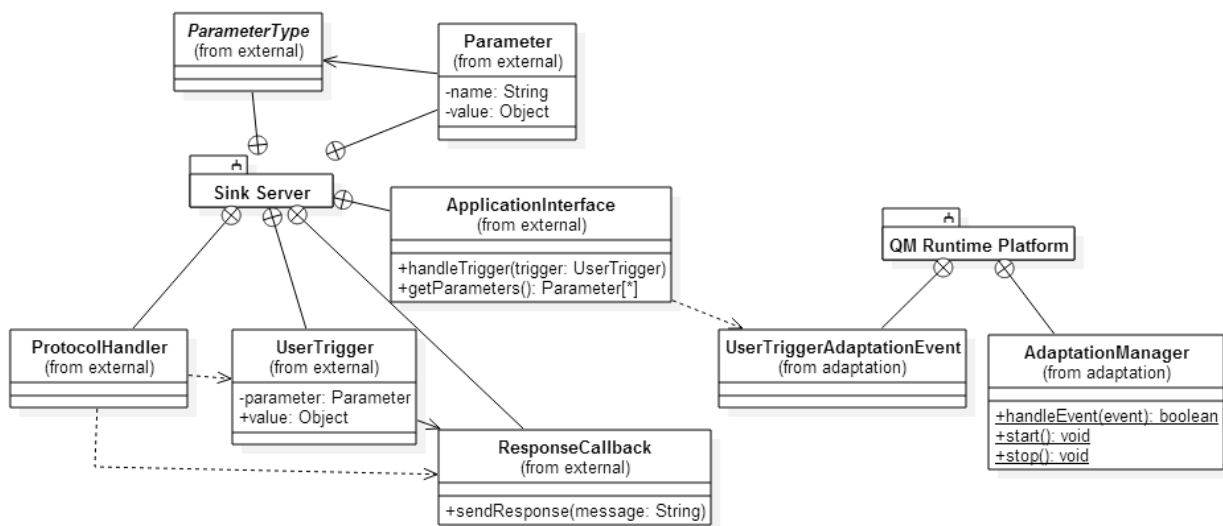 ParameterType
(from external)
Parameter
(from external)
-name: String
-value: Object
Sink Server
ApplicationInterface
(from external)
+handleTrigger(trigger: UserTrigger)
+getParameters(): Parameter[*]
QM Runtime Platform
ProtocolHandler
(from external)
UserTrigger
(from external)
-parameter: Parameter
+value: Object
ResponseCallback
(from external)
+sendResponse(message: String)
UserTriggerAdaptationEvent
(from adaptation)
AdaptationManager
(from adaptation)
+handleEvent(event): boolean
+start(): void
+stop(): void